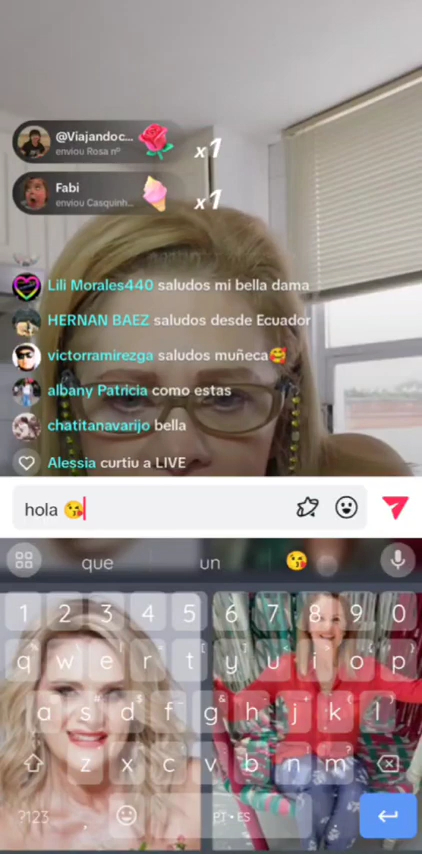 @Viajandoc...
enviou Rosa nº
x1
Fabi
enviou Casquinh...
x1
Lili Morales440 saludos mi bella dama
HERNAN BAEZ saludos desde Ecuador
victorramirezga saludos muñeca🥰
albany Patricia como estas
chatitanavarijo bella
Alessia curtiu a LIVE
hola 😘
que un 😘
1 2 3 4 5 6 7 8 9 0
q w e r t y u i o p
a s d f g h j k l
z x c v b n m
?123 , PT • ES .